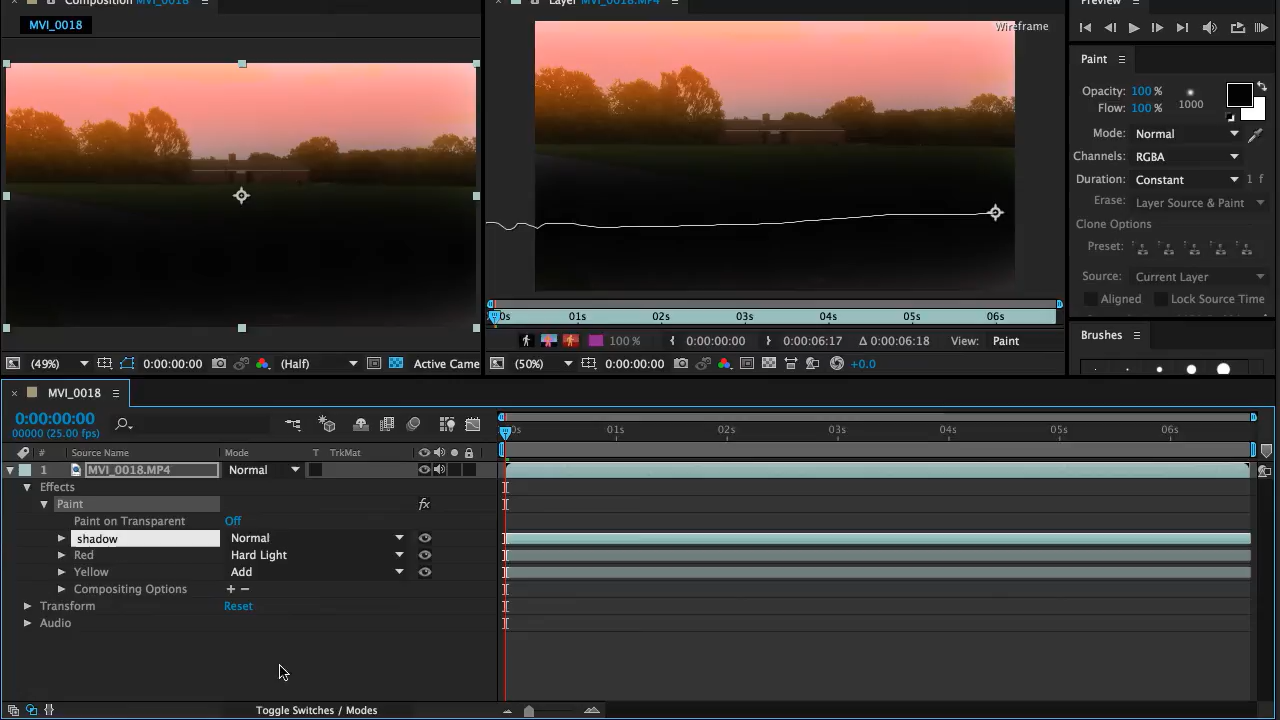 Composition MVI_0018
Layer MVI_0018.MP4
Preview
MVI_0018
Wireframe
Paint
Opacity: 100 %
Flow: 100 %
1000
Mode: Normal
Channels: RGBA
Duration: Constant 1 f
Erase: Layer Source & Paint
Clone Options
Preset: 1 2 3 4 5
Source: Current Layer
Aligned Lock Source Time
Brushes
0s 01s 02s 03s 04s 05s 06s
100 % 0:00:00:00 0:00:06:17 Δ 0:00:06:18 View: Paint
(49%) 0:00:00:00 (Half) Active Came
(50%) 0:00:00:00 +0.0
MVI_0018
0:00:00:00
00000 (25.00 fps)
0s 01s 02s 03s 04s 05s 06s
# Source Name Mode T TrkMat
1 MVI_0018.MP4 Normal
Effects
Paint fx
Paint on Transparent Off
shadow Normal
Red Hard Light
Yellow Add
Compositing Options + −
Transform Reset
Audio
Toggle Switches / Modes